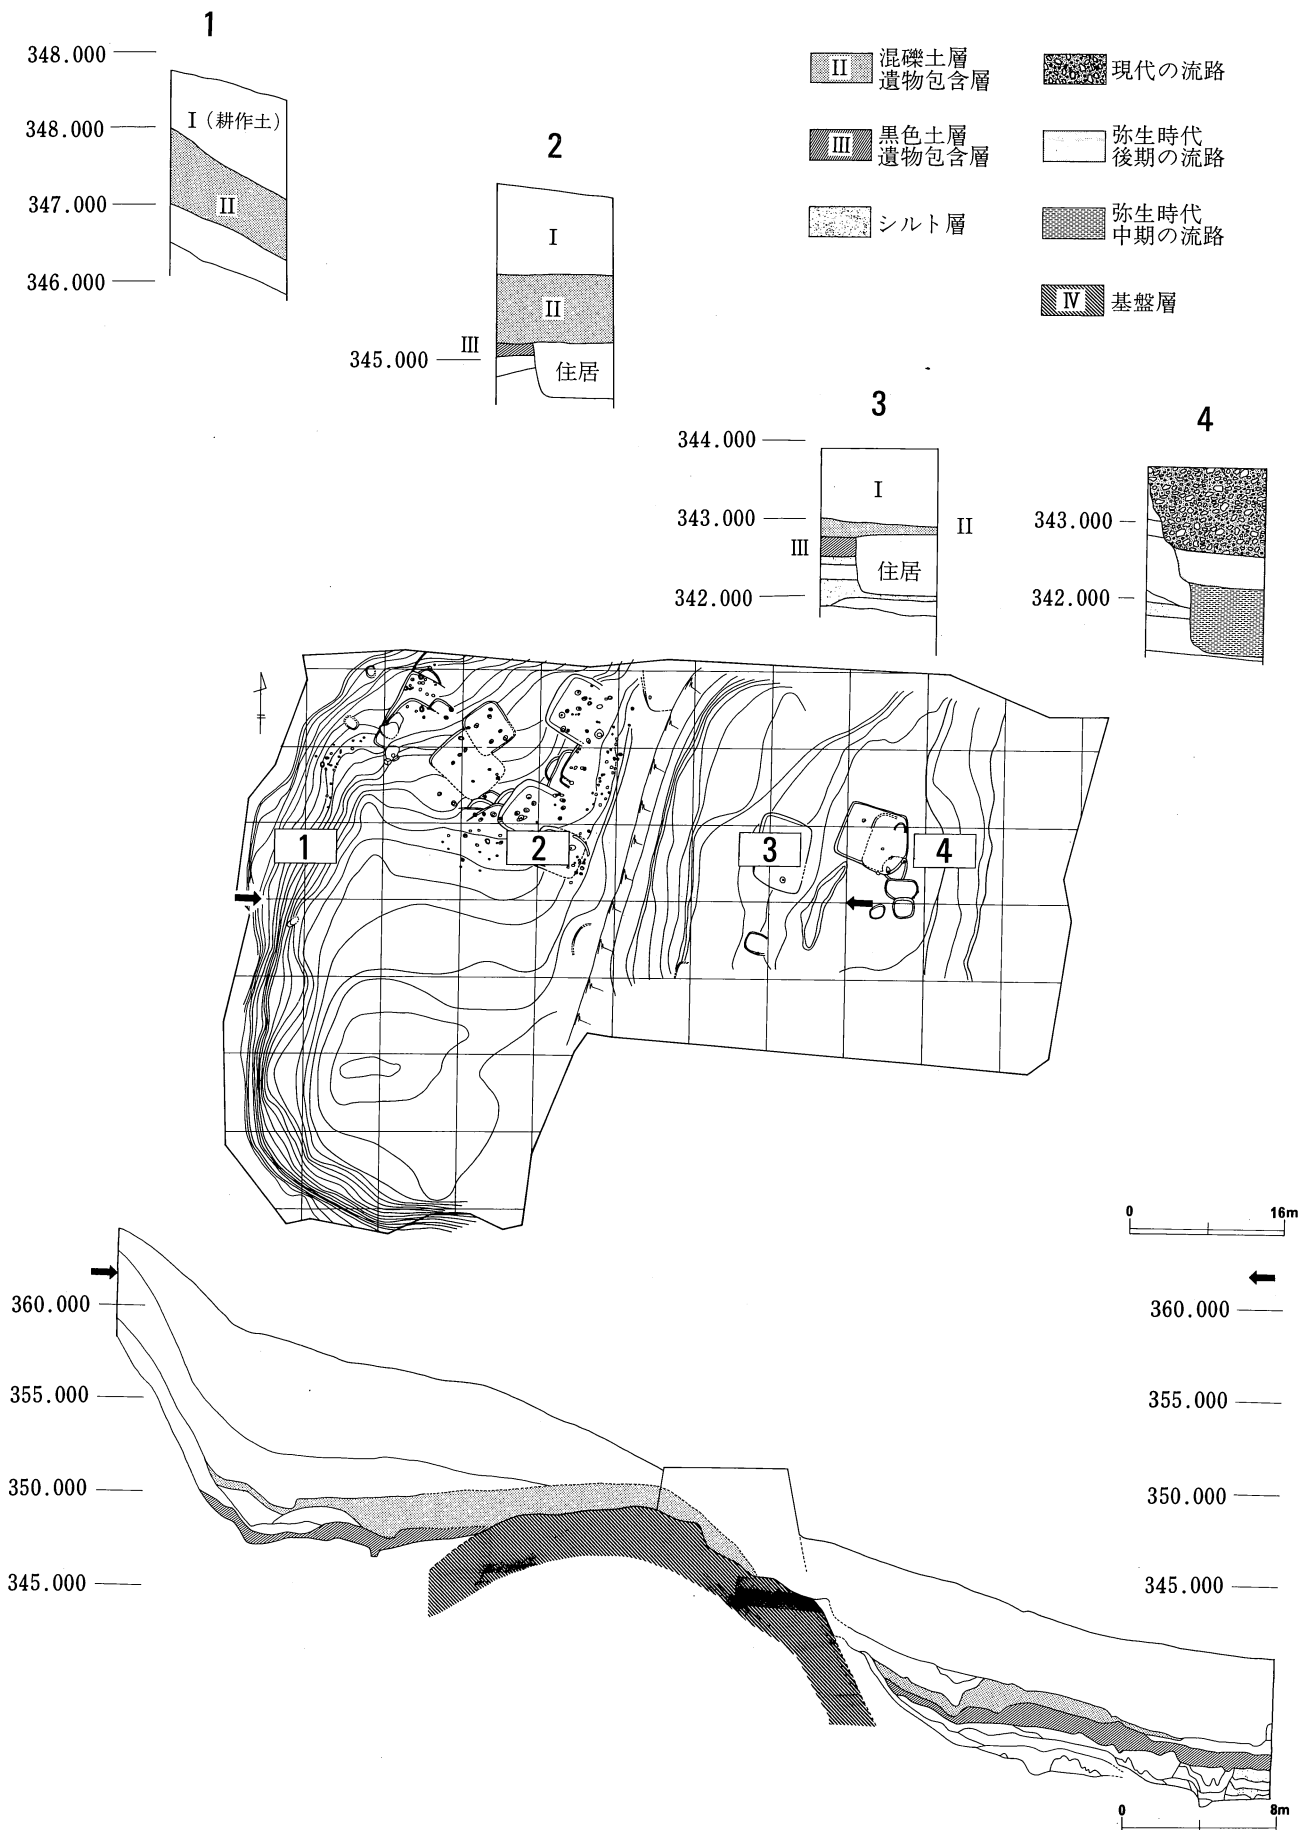 1
348.000
348.000
347.000
346.000
I（耕作土）
II
2
I
II
III
345.000
住居
II
混礫土層
遺物包含層
III
黒色土層
遺物包含層
シルト層
現代の流路
弥生時代
後期の流路
弥生時代
中期の流路
IV
基盤層
3
344.000
343.000
342.000
I
II
III
住居
4
343.000
342.000
1
2
3
4
0
16m
360.000
355.000
350.000
345.000
360.000
355.000
350.000
345.000
0
8m